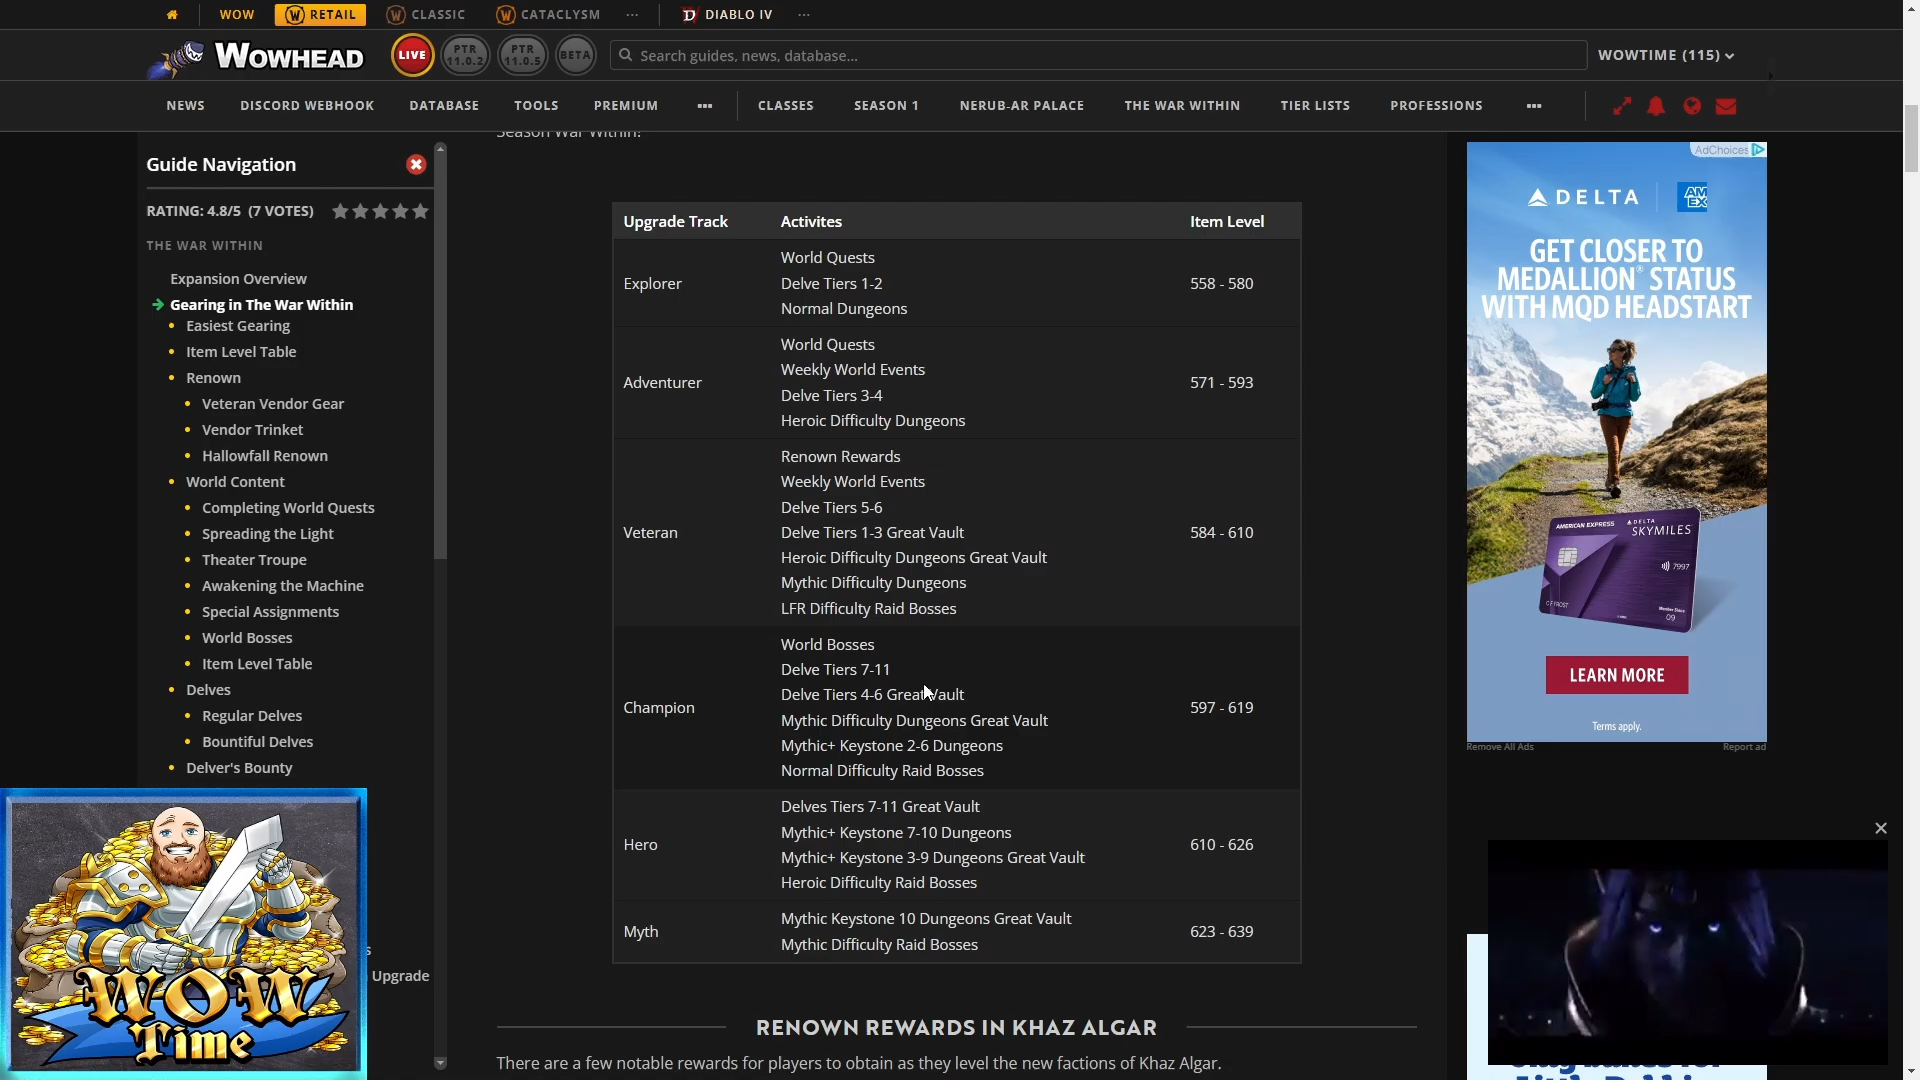 WOW
RETAIL
CLASSIC
CATACLYSM
DIABLO IV
WOWHEAD
LIVE
PTR 11.0.2
PTR 11.0.5
BETA
Search guides, news, database...
WOWTIME (115)
NEWS
DISCORD WEBHOOK
DATABASE
TOOLS
PREMIUM
CLASSES
SEASON 1
NERUB-AR PALACE
THE WAR WITHIN
TIER LISTS
PROFESSIONS
Season War Within!
Guide Navigation
RATING: 4.8/5 (7 VOTES)
THE WAR WITHIN
Expansion Overview
Gearing in The War Within
Easiest Gearing
Item Level Table
Renown
Veteran Vendor Gear
Vendor Trinket
Hallowfall Renown
World Content
Completing World Quests
Spreading the Light
Theater Troupe
Awakening the Machine
Special Assignments
World Bosses
Item Level Table
Delves
Regular Delves
Bountiful Delves
Delver's Bounty
Upgrade
WOW
Time
Upgrade Track Activites Item Level
Explorer
World Quests
Delve Tiers 1-2
Normal Dungeons
558 - 580
Adventurer
World Quests
Weekly World Events
Delve Tiers 3-4
Heroic Difficulty Dungeons
571 - 593
Veteran
Renown Rewards
Weekly World Events
Delve Tiers 5-6
Delve Tiers 1-3 Great Vault
Heroic Difficulty Dungeons Great Vault
Mythic Difficulty Dungeons
LFR Difficulty Raid Bosses
584 - 610
Champion
World Bosses
Delve Tiers 7-11
Delve Tiers 4-6 Great Vault
Mythic Difficulty Dungeons Great Vault
Mythic+ Keystone 2-6 Dungeons
Normal Difficulty Raid Bosses
597 - 619
Hero
Delves Tiers 7-11 Great Vault
Mythic+ Keystone 7-10 Dungeons
Mythic+ Keystone 3-9 Dungeons Great Vault
Heroic Difficulty Raid Bosses
610 - 626
Myth
Mythic Keystone 10 Dungeons Great Vault
Mythic Difficulty Raid Bosses
623 - 639
RENOWN REWARDS IN KHAZ ALGAR
There are a few notable rewards for players to obtain as they level the new factions of Khaz Algar.
AdChoices
DELTA
AM EX
GET CLOSER TO
MEDALLION® STATUS
WITH MQD HEADSTART
AMERICAN EXPRESS
DELTA
SKYMILES
7997
C F FROST
Member Since
09
LEARN MORE
Terms apply.
Remove All Ads
Report ad